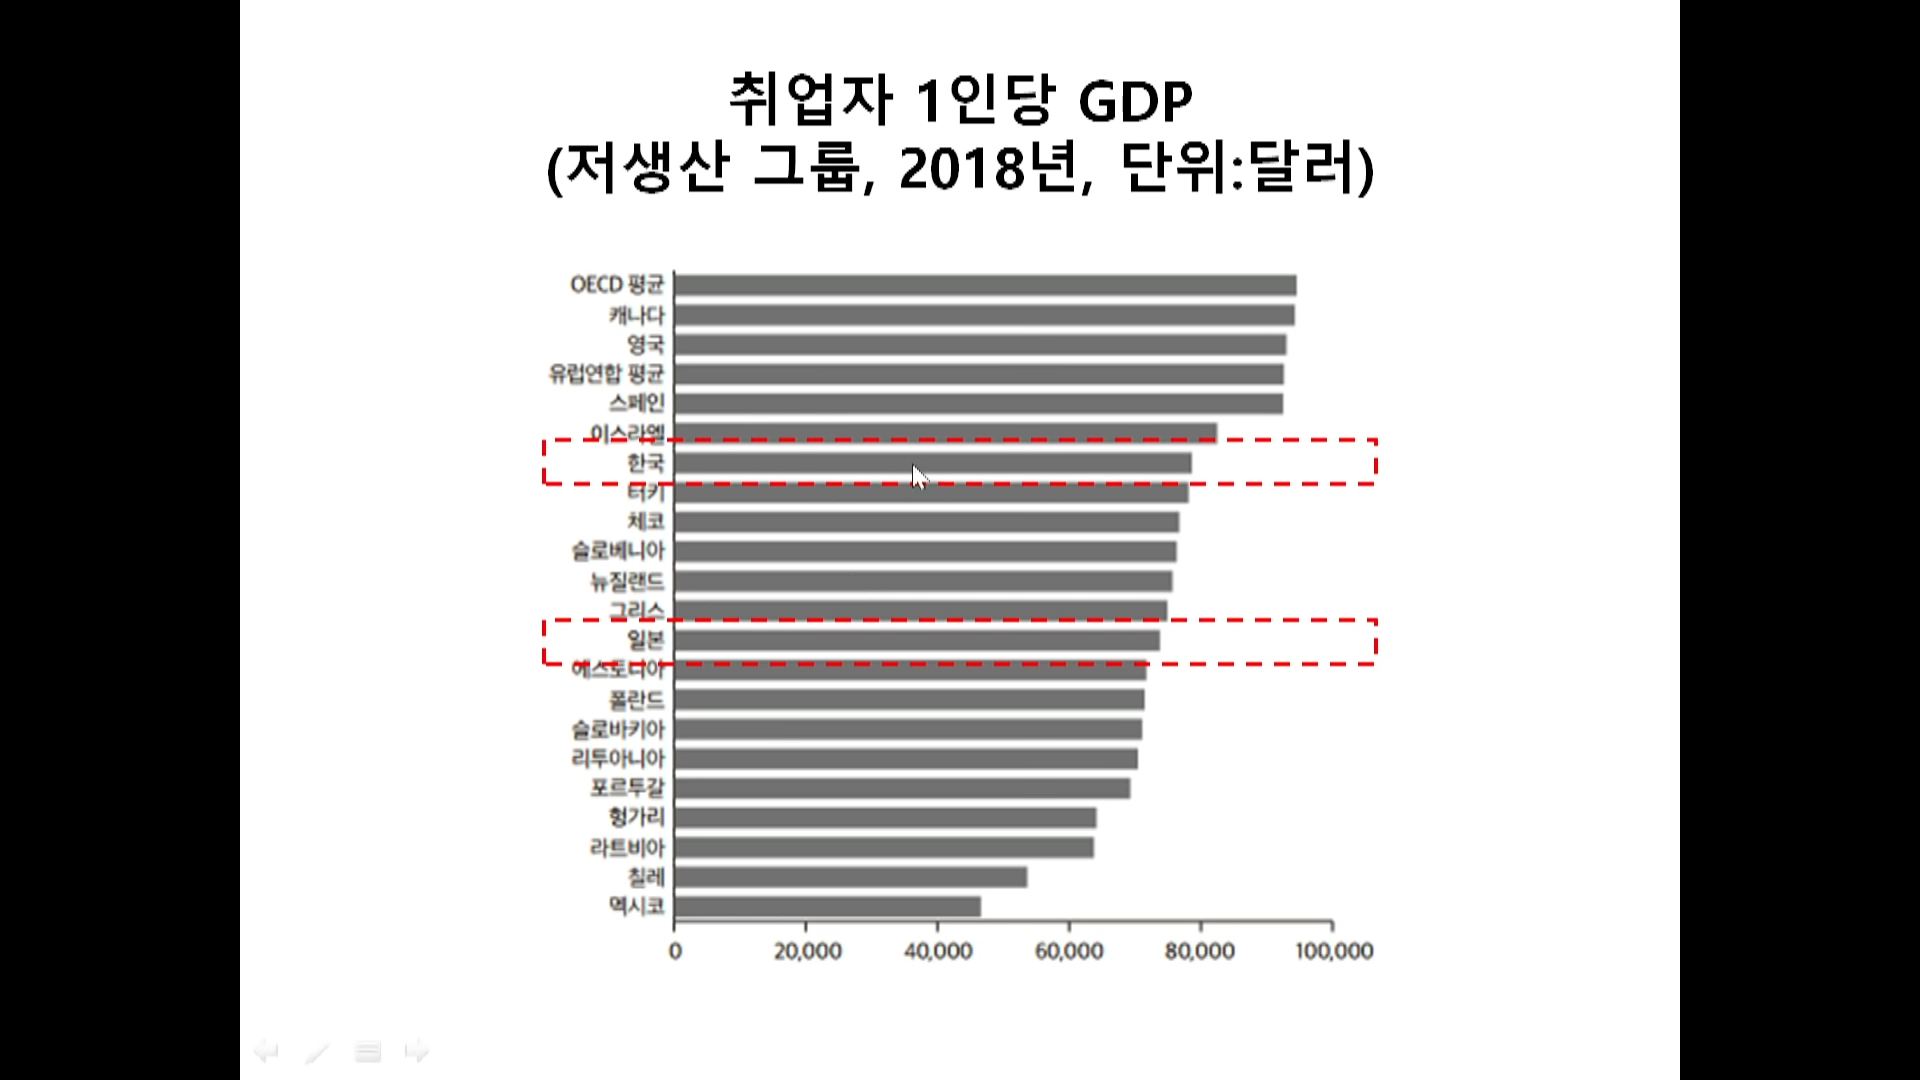 취업자 1인당 GDP
(저생산 그룹, 2018년, 단위:달러)
OECD 평균
캐나다
영국
유럽연합 평균
스페인
이스라엘
한국
터키
체코
슬로베니아
뉴질랜드
그리스
일본
에스토니아
폴란드
슬로바키아
리투아니아
포르투갈
헝가리
라트비아
칠레
멕시코
0 20,000 40,000 60,000 80,000 100,000